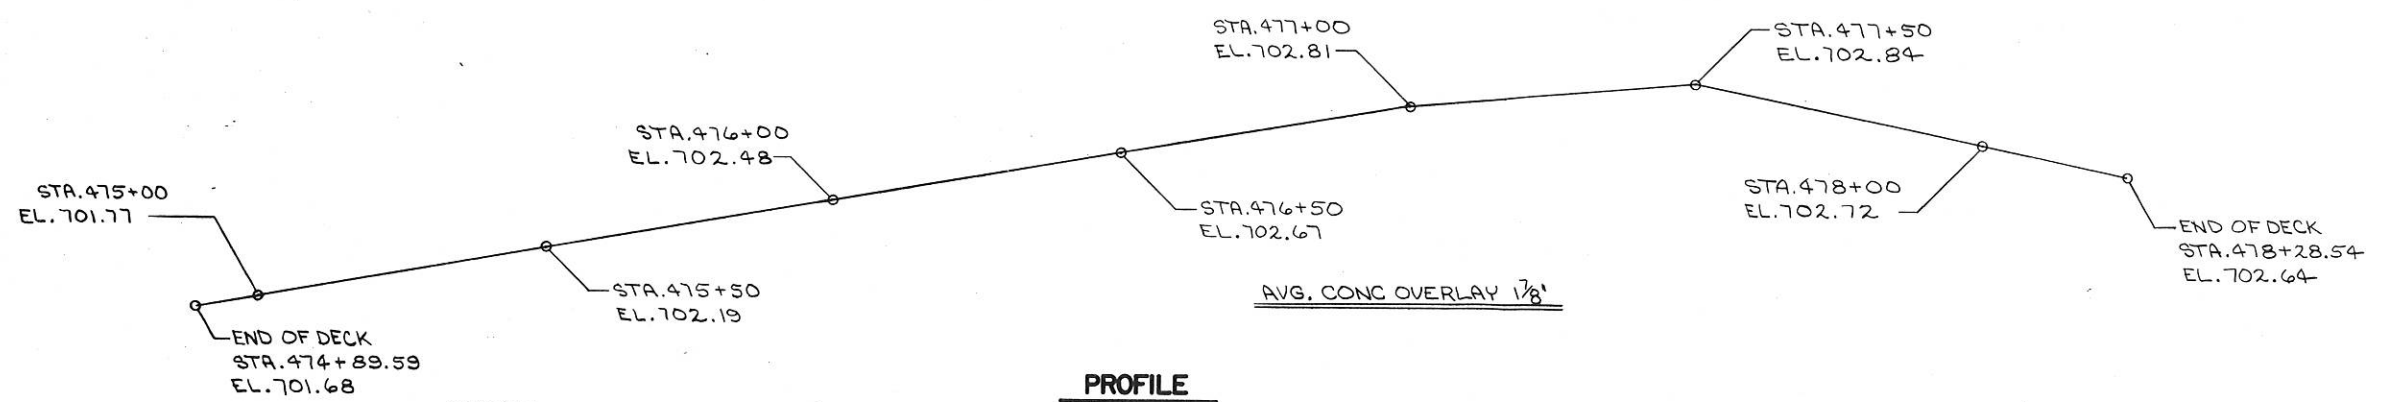 STA.477+00
EL.702.81
STA.477+50
EL.702.84
STA.476+00
EL.702.48
STA.475+00
EL.701.77
STA.476+50
EL.702.67
STA.478+00
EL.702.72
END OF DECK
STA.478+28.54
EL.702.64
STA.475+50
EL.702.19
AVG. CONC OVERLAY 1⅞"
END OF DECK
STA.474+89.59
EL.701.68
PROFILE